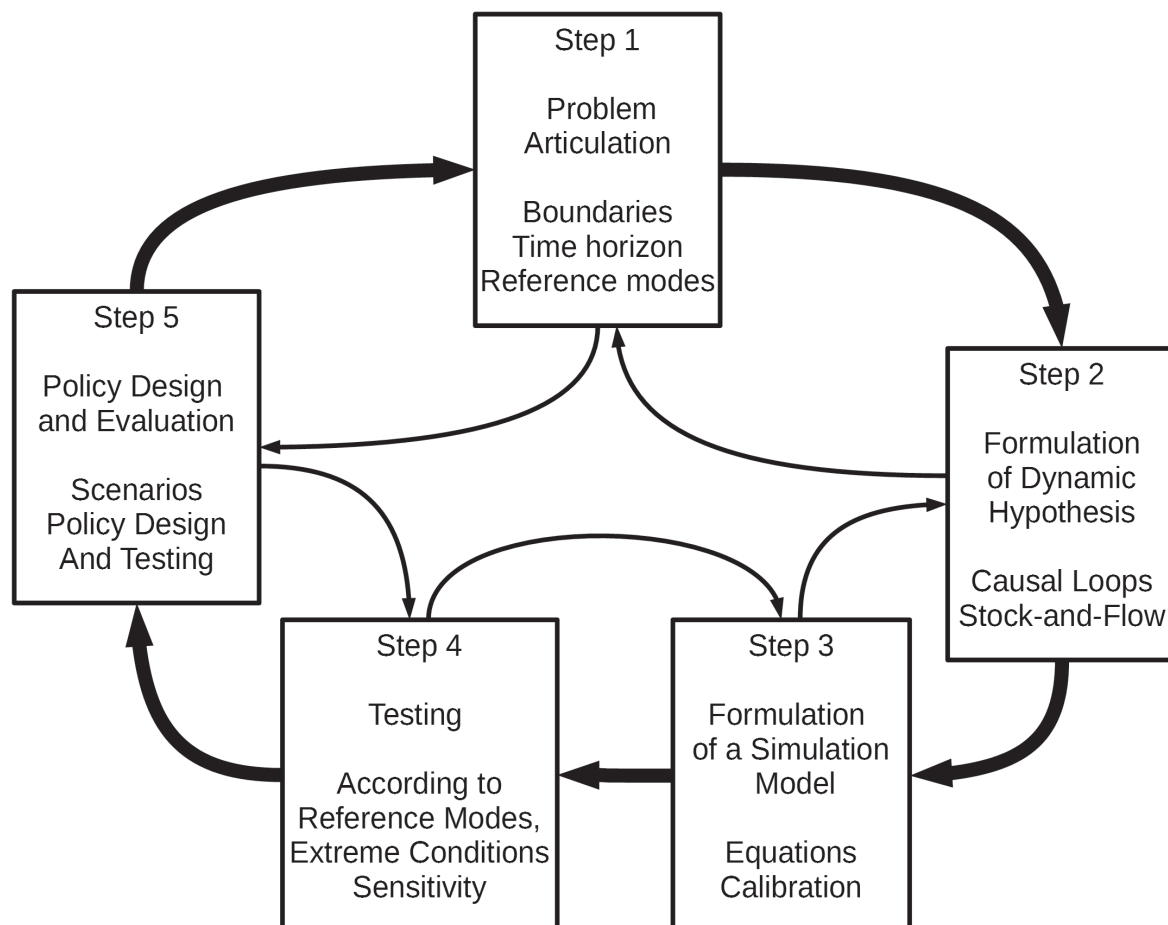 Step 1
Problem
Articulation
Boundaries
Time horizon
Reference modes
Step 2
Formulation
of Dynamic
Hypothesis
Causal Loops
Stock-and-Flow
Step 3
Formulation
of a Simulation
Model
Equations
Calibration
Step 4
Testing
According to
Reference Modes,
Extreme Conditions
Sensitivity
Step 5
Policy Design
and Evaluation
Scenarios
Policy Design
And Testing